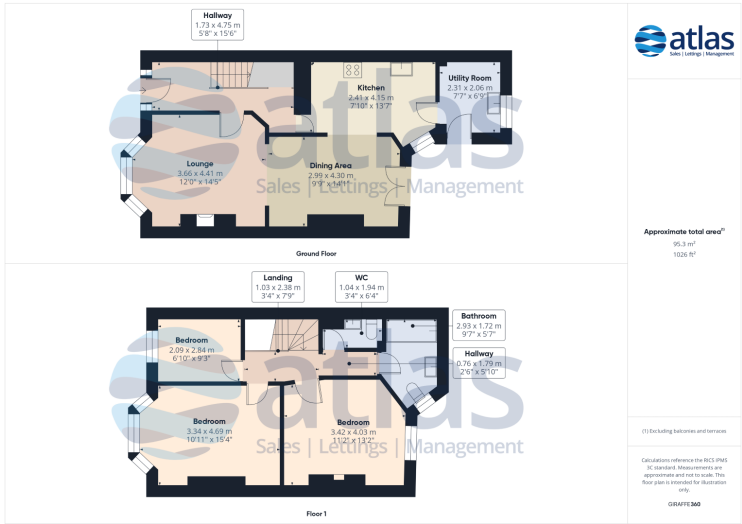 Hallway
1.73 x 4.75 m
5'8" x 15'6"
Kitchen
2.41 x 4.15 m
7'10" x 13'7"
Utility Room
2.31 x 2.06 m
7'7" x 6'9"
Lounge
3.66 x 4.41 m
12'0" x 14'5"
Dining Area
2.99 x 4.30 m
9'9" x 14'1"
atlas
Sales | Lettings | Management
Ground Floor
Landing
1.03 x 2.38 m
3'4" x 7'9"
WC
1.04 x 1.94 m
3'4" x 6'4"
Bathroom
2.93 x 1.72 m
9'7" x 5'7"
Hallway
0.76 x 1.79 m
2'6" x 5'10"
Bedroom
2.09 x 2.84 m
6'10" x 9'3"
Bedroom
3.34 x 4.69 m
10'11" x 15'4"
Bedroom
3.42 x 4.03 m
11'2" x 13'2"
atlas
Sales | Lettings | Management
Floor 1
atlas
Sales | Lettings | Management
Approximate total area(1)
95.3 m²
1026 ft²
(1) Excluding balconies and terraces
Calculations reference the RICS IPMS
3C standard. Measurements are
approximate and not to scale. This
floor plan is intended for illustration
only.
GIRAFFE360